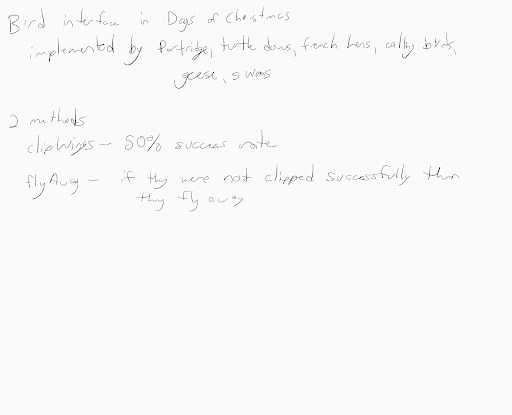 Bird interface in Days of Christmas
implemented by Partridge, turtle doves, french hens, calling birds,
geese, swans
2 methods
clipWings – 50% success rate
flyAway – if they were not clipped successfully then
they fly away